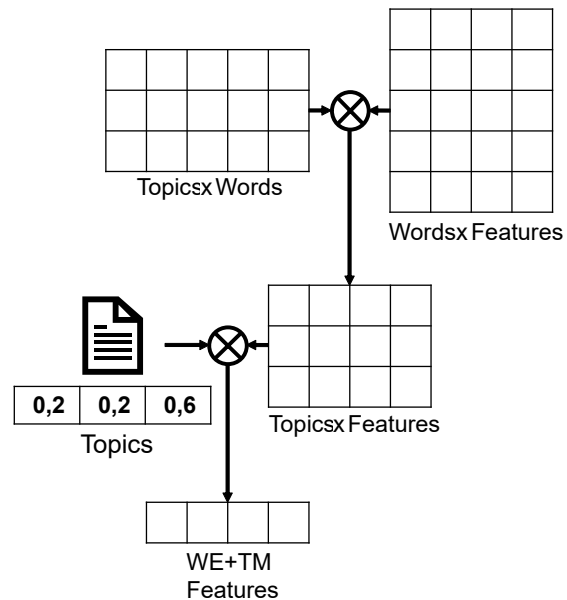 Topicsx Words
Wordsx Features
0,2 0,2 0,6
Topics
Topicsx Features
WE+TM
Features